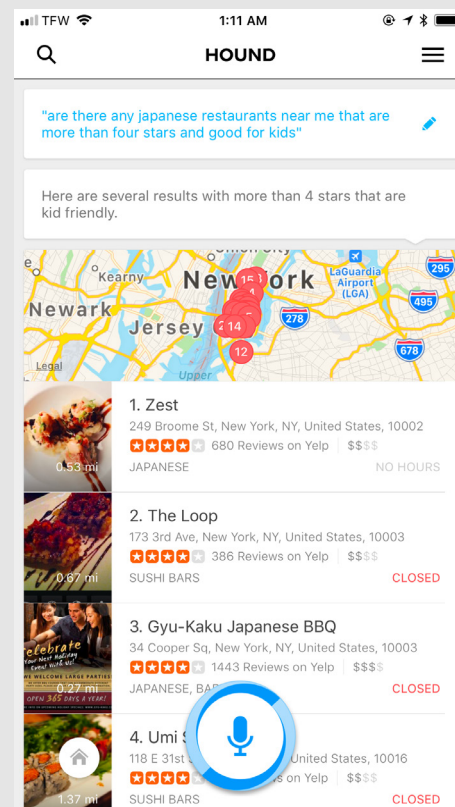 TFW 1:11 AM
HOUND
"are there any japanese restaurants near me that are
more than four stars and good for kids"
Here are several results with more than 4 stars that are
kid friendly.
Union City
Kearny
New York
LaGuardia
Airport
(LGA)
295
495
Newark
Jersey
278
15
4
14
12
678
Legal
Upper
1. Zest
249 Broome St, New York, NY, United States, 10002
680 Reviews on Yelp $$$$
0.53 mi
JAPANESE NO HOURS
2. The Loop
173 3rd Ave, New York, NY, United States, 10003
386 Reviews on Yelp $$$$
0.67 mi
SUSHI BARS CLOSED
3. Gyu-Kaku Japanese BBQ
34 Cooper Sq, New York, NY, United States, 10003
1443 Reviews on Yelp $$$$
Celebrate
Your Next Holiday
Event With Us!
WE WELCOME LARGE PARTIES
0.27 mi
JAPANESE, CLOSED
OPEN 365 DAYS A YEAR!
4. Umi
118 E 31st United States, 10016
on Yelp $$$$
1.37 mi
SUSHI BARS CLOSED